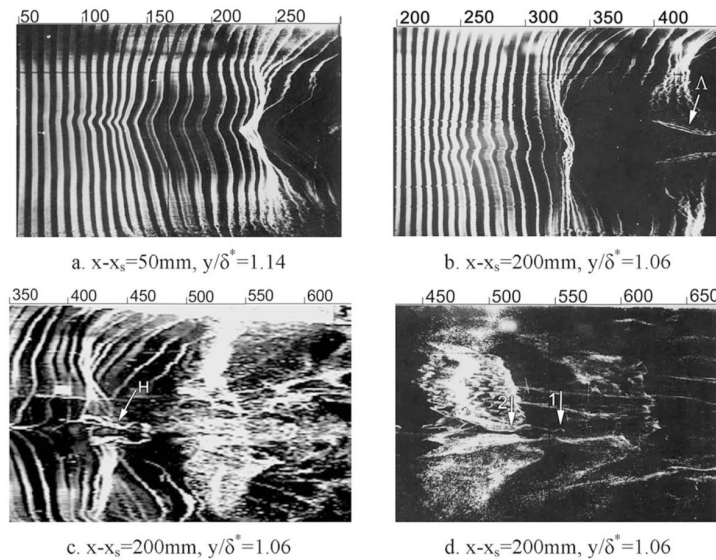 50 100 150 200 250
200 250 300 350 400
Λ
a. x-xₛ=50mm, y/δ*=1.14
b. x-xₛ=200mm, y/δ*=1.06
350 400 450 500 550 600
450 500 550 600 650
H
2 1
c. x-xₛ=200mm, y/δ*=1.06
d. x-xₛ=200mm, y/δ*=1.06